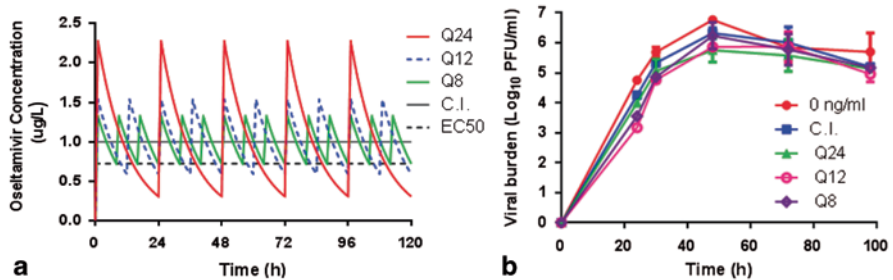 Oseltamivir Concentration
(ug/L)
2.5
2.0
1.5
1.0
0.5
0.0
0
24
48
72
96
120
Time (h)
Q24
Q12
Q8
C.I.
EC50
a
Viral burden (Log10 PFU/ml)
7
6
5
4
3
2
1
0
0
20
40
60
80
100
Time (h)
0 ng/ml
C.I.
Q24
Q12
Q8
b